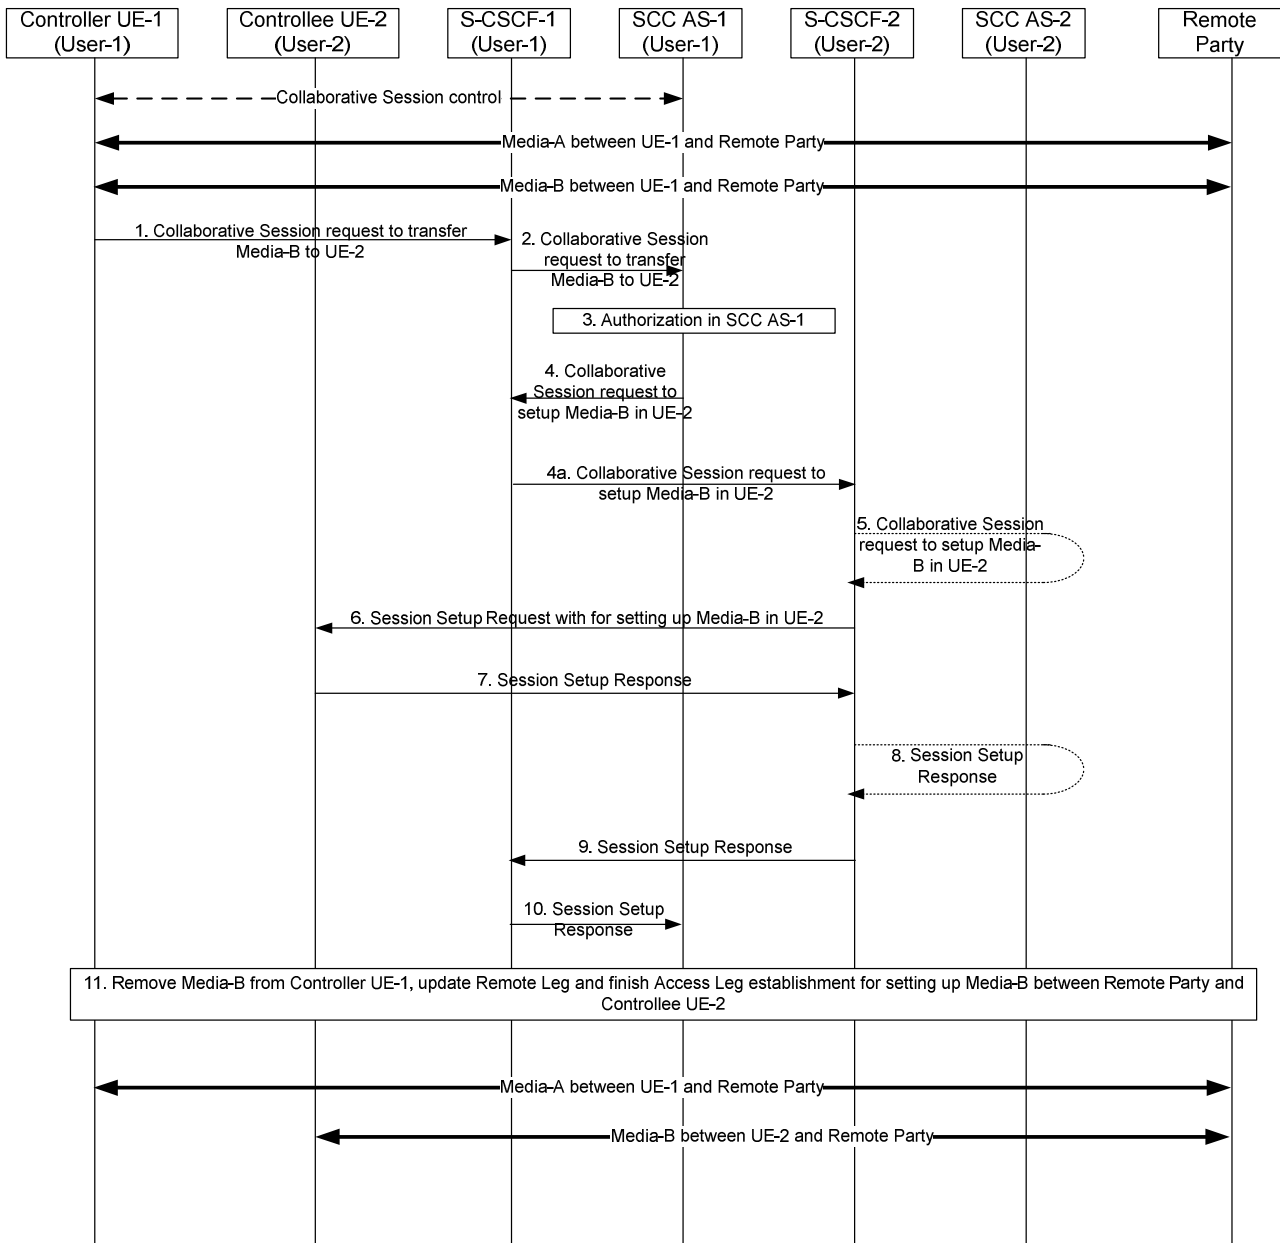 Controller UE-1
(User-1)
Controllee UE-2
(User-2)
S-CSCF-1
(User-1)
SCC AS-1
(User-1)
S-CSCF-2
(User-2)
SCC AS-2
(User-2)
Remote
Party
Collaborative Session control
Media-A between UE-1 and Remote Party
Media-B between UE-1 and Remote Party
1. Collaborative Session request to transfer
Media-B to UE-2
2. Collaborative Session
request to transfer
Media-B to UE-2
3. Authorization in SCC AS-1
4. Collaborative
Session request to
setup Media-B in UE-2
4a. Collaborative Session request to
setup Media-B in UE-2
5. Collaborative Session
request to setup Media-
B in UE-2
6. Session Setup Request with for setting up Media-B in UE-2
7. Session Setup Response
8. Session Setup
Response
9. Session Setup Response
10. Session Setup
Response
11. Remove Media-B from Controller UE-1, update Remote Leg and finish Access Leg establishment for setting up Media-B between Remote Party and
Controllee UE-2
Media-A between UE-1 and Remote Party
Media-B between UE-2 and Remote Party